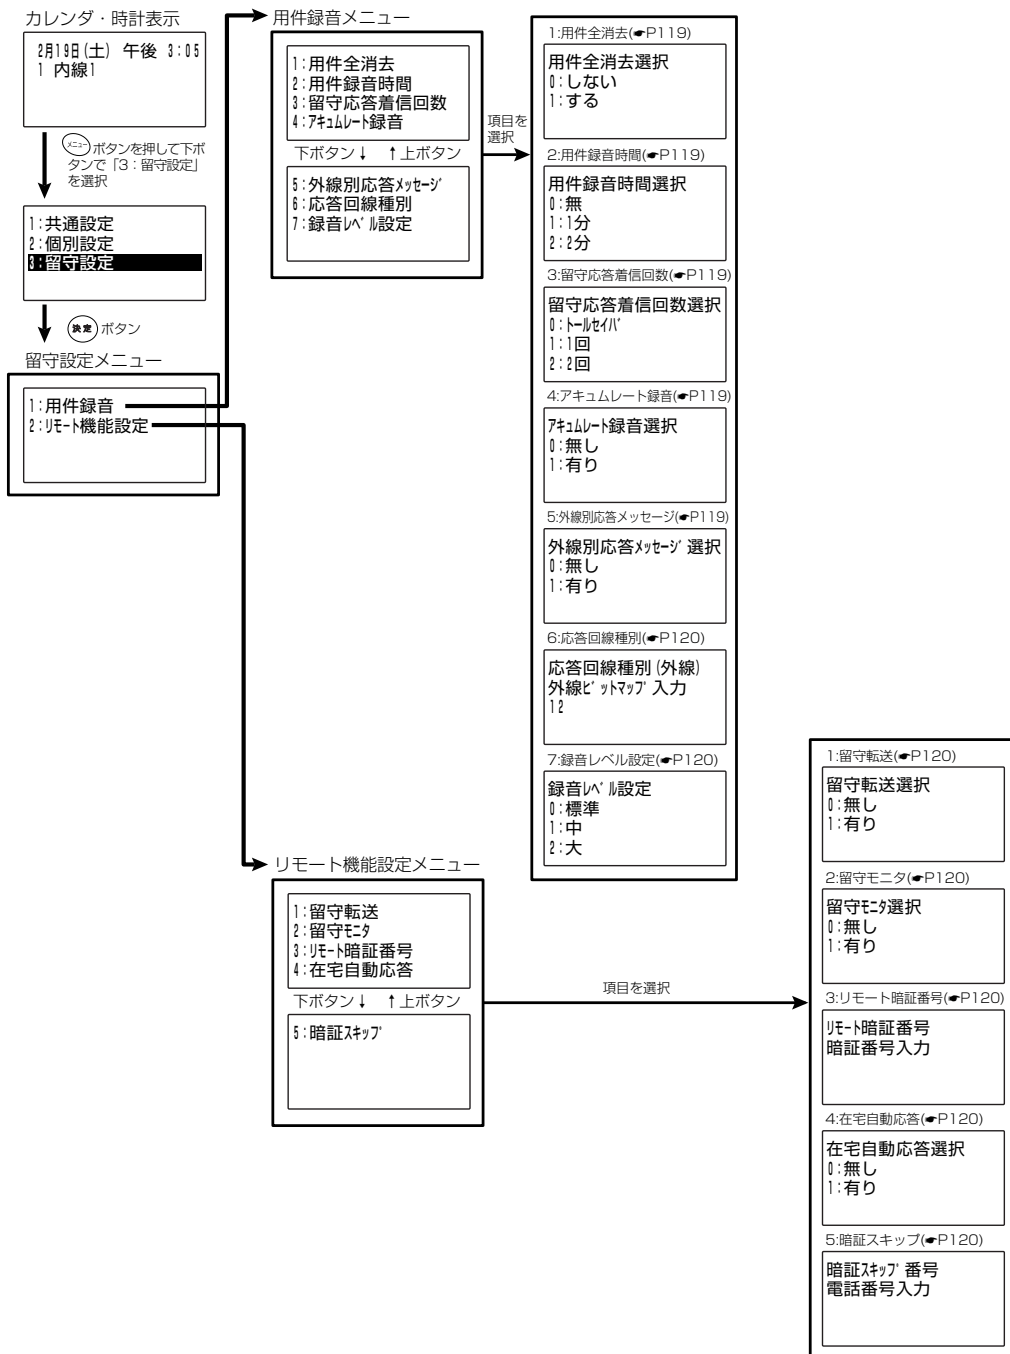 カレンダ・時計表示
2月19日(土) 午後 3:05
1 内線1
メニュー ボタンを押して下ボ
タンで「3：留守設定」
を選択
1:共通設定
2:個別設定
3:留守設定
決定 ボタン
留守設定メニュー
1:用件録音
2:ﾘﾓｰﾄ機能設定
用件録音メニュー
1:用件全消去
2:用件録音時間
3:留守応答着信回数
4:ｱｷｭﾑﾚｰﾄ録音
下ボタン↓ ↑上ボタン
5:外線別応答ﾒｯｾｰｼﾞ
6:応答回線種別
7:録音ﾚﾍﾞﾙ設定
項目を
選択
1:用件全消去(☛P119)
用件全消去選択
0:しない
1:する
2:用件録音時間(☛P119)
用件録音時間選択
0:無
1:1分
2:2分
3:留守応答着信回数(☛P119)
留守応答着信回数選択
0:ﾄｰﾙｾｲﾊﾞ
1:1回
2:2回
4:アキュムレート録音(☛P119)
ｱｷｭﾑﾚｰﾄ録音選択
0:無し
1:有り
5:外線別応答メッセージ(☛P119)
外線別応答ﾒｯｾｰｼﾞ選択
0:無し
1:有り
6:応答回線種別(☛P120)
応答回線種別(外線)
外線ﾋﾞｯﾄﾏｯﾌﾟ入力
12
7:録音レベル設定(☛P120)
録音ﾚﾍﾞﾙ設定
0:標準
1:中
2:大
リモート機能設定メニュー
1:留守転送
2:留守ﾓﾆﾀ
3:ﾘﾓｰﾄ暗証番号
4:在宅自動応答
下ボタン↓ ↑上ボタン
5:暗証ｽｷｯﾌﾟ
項目を選択
1:留守転送(☛P120)
留守転送選択
0:無し
1:有り
2:留守モニタ(☛P120)
留守ﾓﾆﾀ選択
0:無し
1:有り
3:リモート暗証番号(☛P120)
ﾘﾓｰﾄ暗証番号
暗証番号入力
4:在宅自動応答(☛P120)
在宅自動応答選択
0:無し
1:有り
5:暗証スキップ(☛P120)
暗証ｽｷｯﾌﾟ番号
電話番号入力